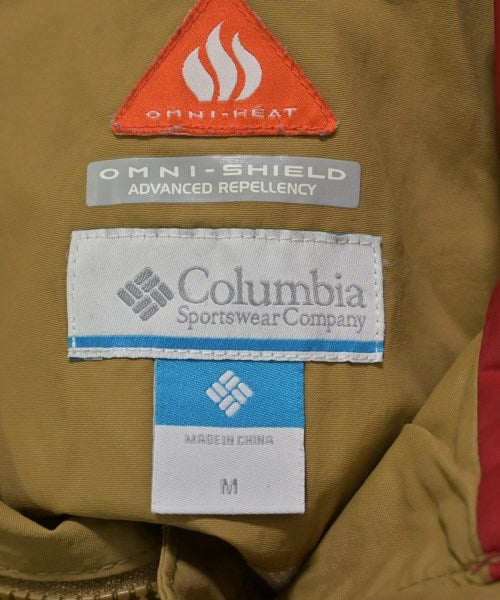 OMNI-HEAT
OMNI-SHIELD
ADVANCED REPELLENCY
Columbia
Sportswear Company
MADE IN CHINA
M